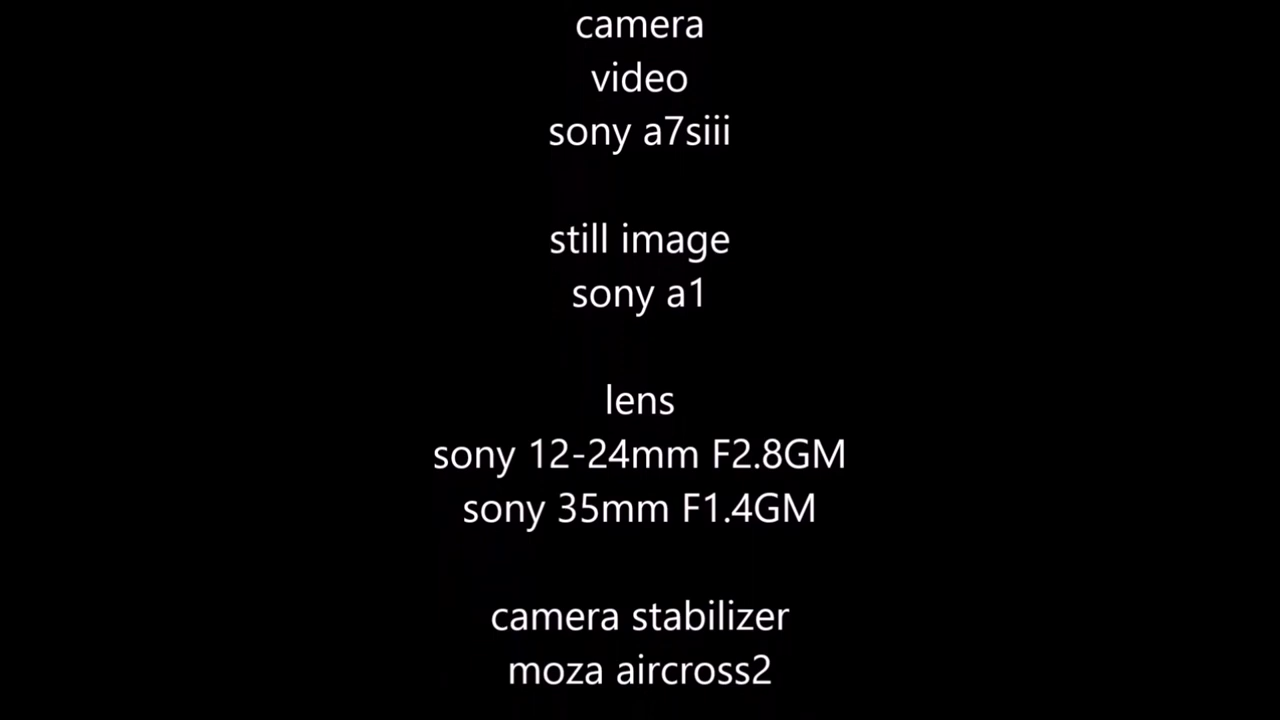 camera
video
sony a7siii
still image
sony a1
lens
sony 12-24mm F2.8GM
sony 35mm F1.4GM
camera stabilizer
moza aircross2